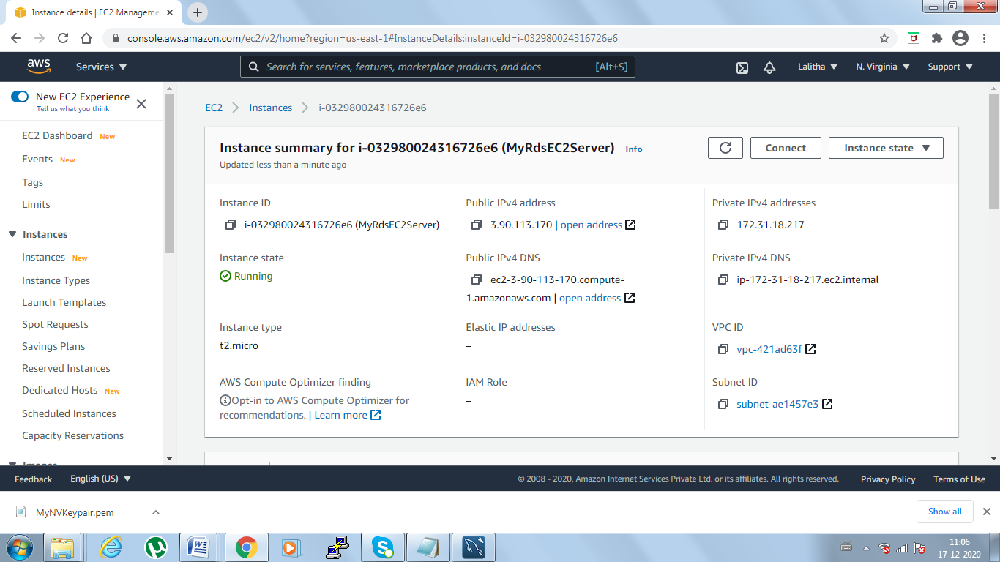 Instance details | EC2 Manageme
console.aws.amazon.com/ec2/v2/home?region=us-east-1#InstanceDetails:instanceId=i-032980024316726e6
aws
Services
Search for services, features, marketplace products, and docs
[Alt+S]
Lalitha
N. Virginia
Support
New EC2 Experience
Tell us what you think
EC2 Dashboard New
Events New
Tags
Limits
Instances
Instances New
Instance Types
Launch Templates
Spot Requests
Savings Plans
Reserved Instances
Dedicated Hosts New
Scheduled Instances
Capacity Reservations
Images
EC2
Instances
i-032980024316726e6
Instance summary for i-032980024316726e6 (MyRdsEC2Server) Info
Updated less than a minute ago
Connect
Instance state
Instance ID
i-032980024316726e6 (MyRdsEC2Server)
Public IPv4 address
3.90.113.170 | open address
Private IPv4 addresses
172.31.18.217
Instance state
Running
Public IPv4 DNS
ec2-3-90-113-170.compute-
1.amazonaws.com | open address
Private IPv4 DNS
ip-172-31-18-217.ec2.internal
Instance type
t2.micro
Elastic IP addresses
–
VPC ID
vpc-421ad63f
AWS Compute Optimizer finding
Opt-in to AWS Compute Optimizer for
recommendations. | Learn more
IAM Role
–
Subnet ID
subnet-ae1457e3
Feedback
English (US)
© 2008 - 2020, Amazon Internet Services Private Ltd. or its affiliates. All rights reserved.
Privacy Policy
Terms of Use
MyNVKeypair.pem
Show all
11:06
17-12-2020